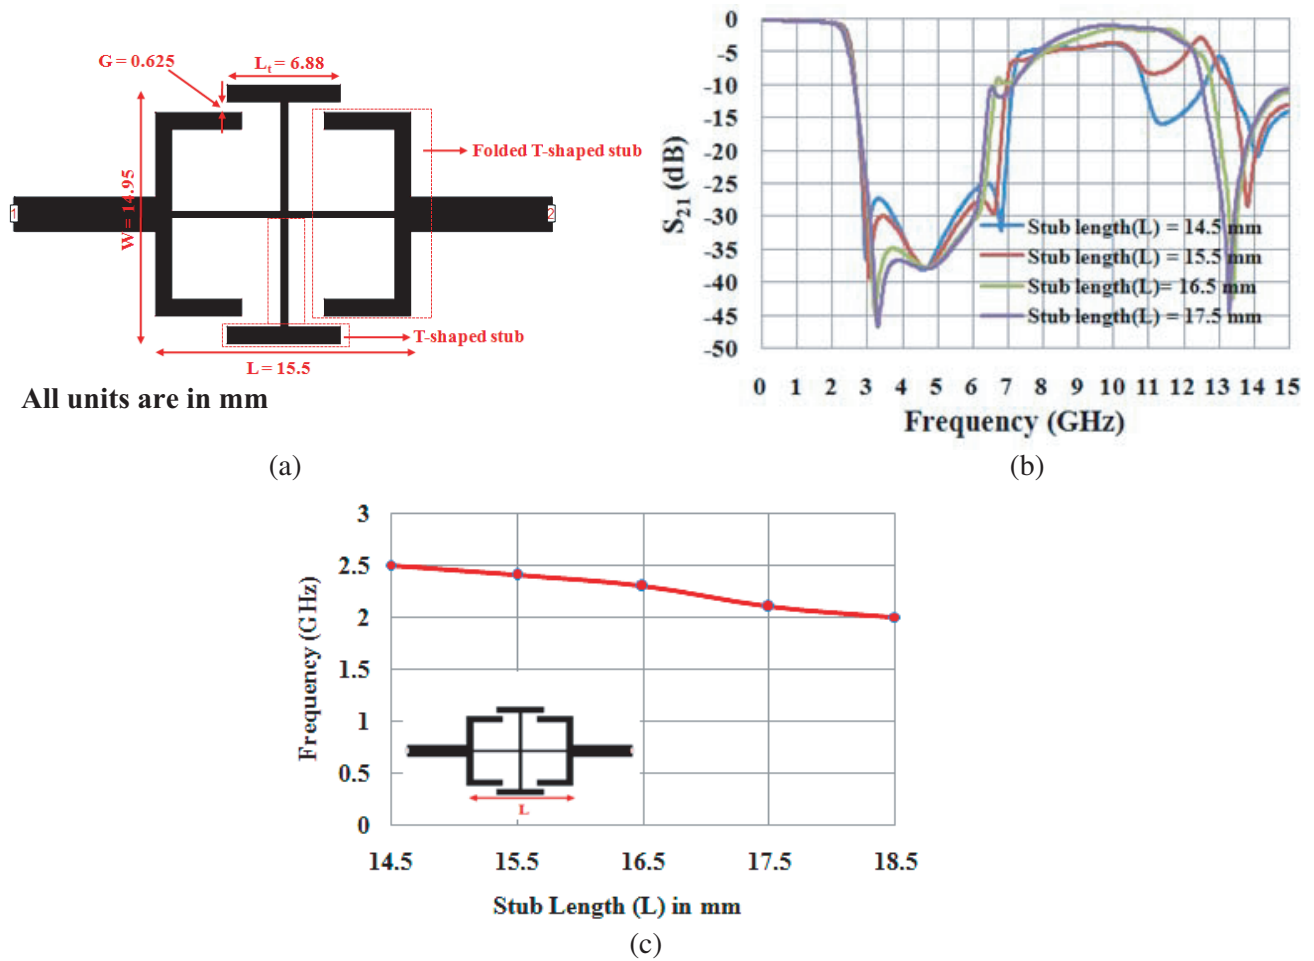 G = 0.625
Lt = 6.88
W = 14.95
Folded T-shaped stub
1
2
T-shaped stub
L = 15.5
All units are in mm
(a)
S21 (dB)
0
-5
-10
-15
-20
-25
-30
-35
-40
-45
-50
Stub length(L) = 14.5 mm
Stub length(L) = 15.5 mm
Stub length(L)= 16.5 mm
Stub length(L) = 17.5 mm
0 1 2 3 4 5 6 7 8 9 10 11 12 13 14 15
Frequency (GHz)
(b)
Frequency (GHz)
3
2.5
2
1.5
1
0.5
0
L
14.5 15.5 16.5 17.5 18.5
Stub Length (L) in mm
(c)